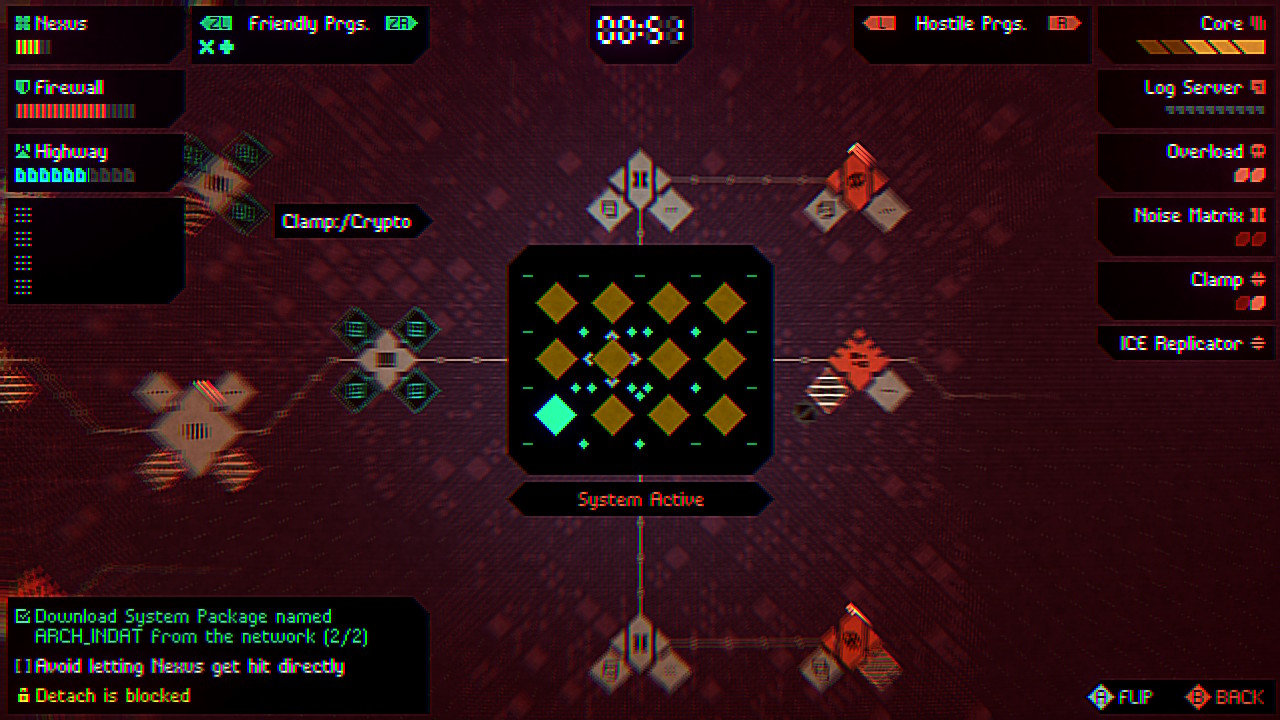 Nexus
ZL Friendly Prgs. ZR
Firewall
Highway
Clamp:/Crypto
L Hostile Prgs. R
Core
Log Server
Overload
Noise Matrix
Clamp
ICE Replicator
System Active
Download System Package named
ARCH_INDAT from the network (2/2)
[ ] Avoid letting Nexus get hit directly
Detach is blocked
A FLIP B BACK